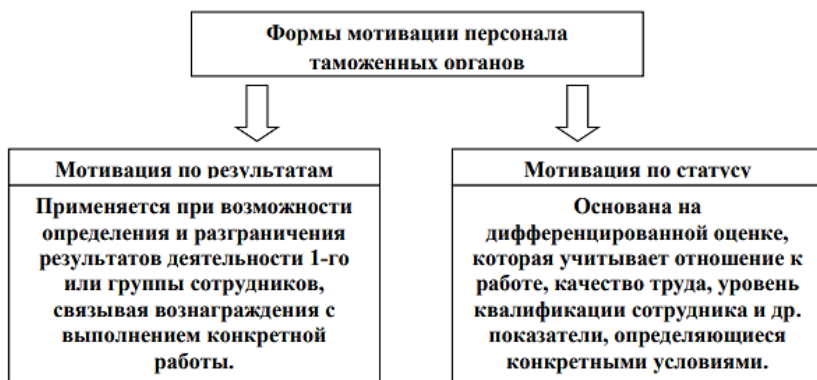 Формы мотивации персонала
таможенных органов
Мотивация по результатам
Применяется при возможности
определения и разграничения
результатов деятельности 1-го
или группы сотрудников,
связывая вознаграждения с
выполнением конкретной
работы.
Мотивация по статусу
Основана на
дифференцированной оценке,
которая учитывает отношение к
работе, качество труда, уровень
квалификации сотрудника и др.
показатели, определяющиеся
конкретными условиями.